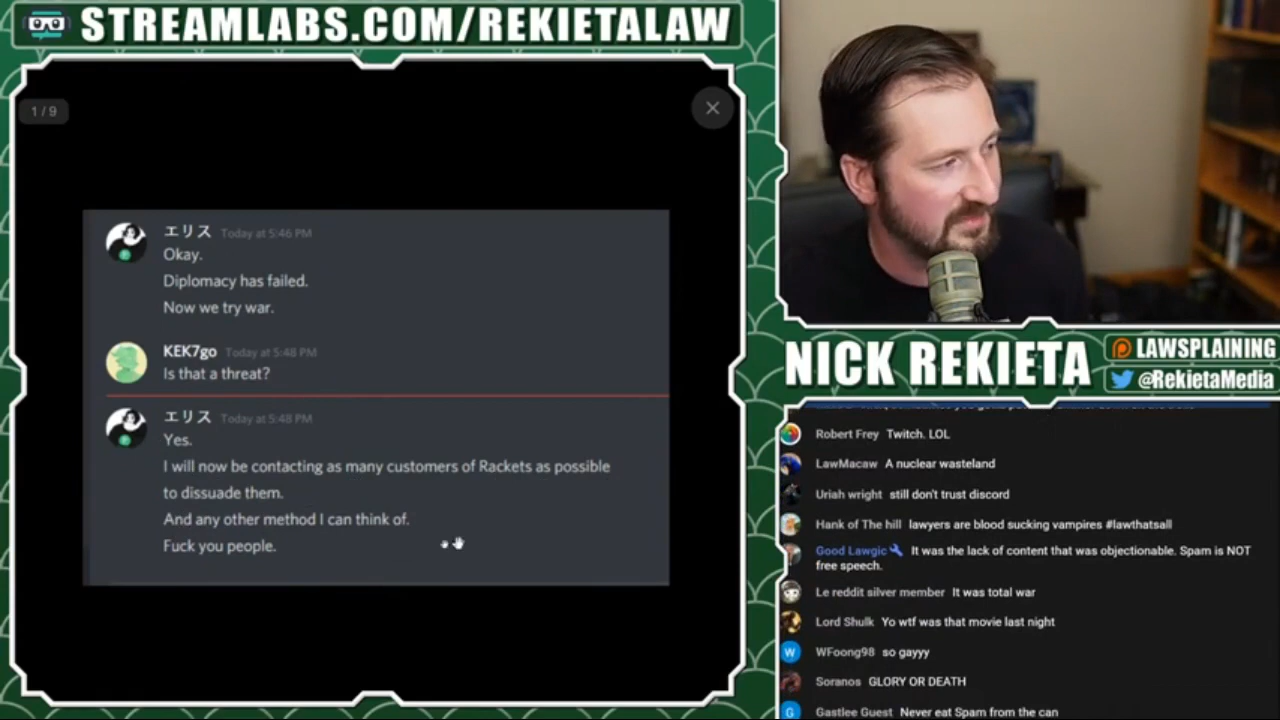 STREAMLABS.COM/REKIETALAW
1 / 9
エリス Today at 5:46 PM
Okay.
Diplomacy has failed.
Now we try war.
KEK7go Today at 5:48 PM
Is that a threat?
エリス Today at 5:48 PM
Yes.
I will now be contacting as many customers of Rackets as possible
to dissuade them.
And any other method I can think of.
Fuck you people.
NICK REKIETA
LAWSPLAINING
@RekietaMedia
Robert Frey Twitch. LOL
LawMacaw A nuclear wasteland
Uriah wright still don't trust discord
Hank of The hill lawyers are blood sucking vampires #lawthatsall
Good Lawgic It was the lack of content that was objectionable. Spam is NOT
free speech.
Le reddit silver member It was total war
Lord Shulk Yo wtf was that movie last night
W
WFoong98 so gayyy
Soranos GLORY OR DEATH
G
Gastlee Guest Never eat Spam from the can